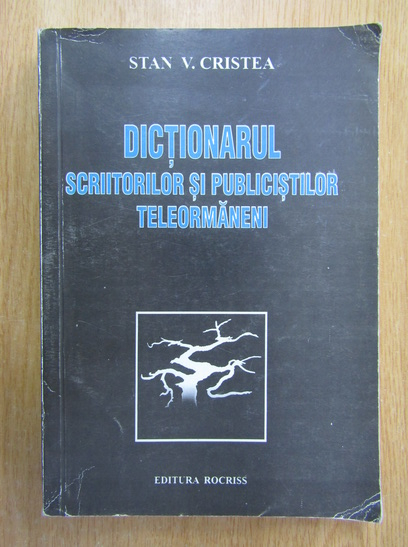 STAN V. CRISTEA
DICȚIONARUL
SCRIITORILOR ȘI PUBLICIȘTILOR
TELEORMĂNENI
EDITURA ROCRISS